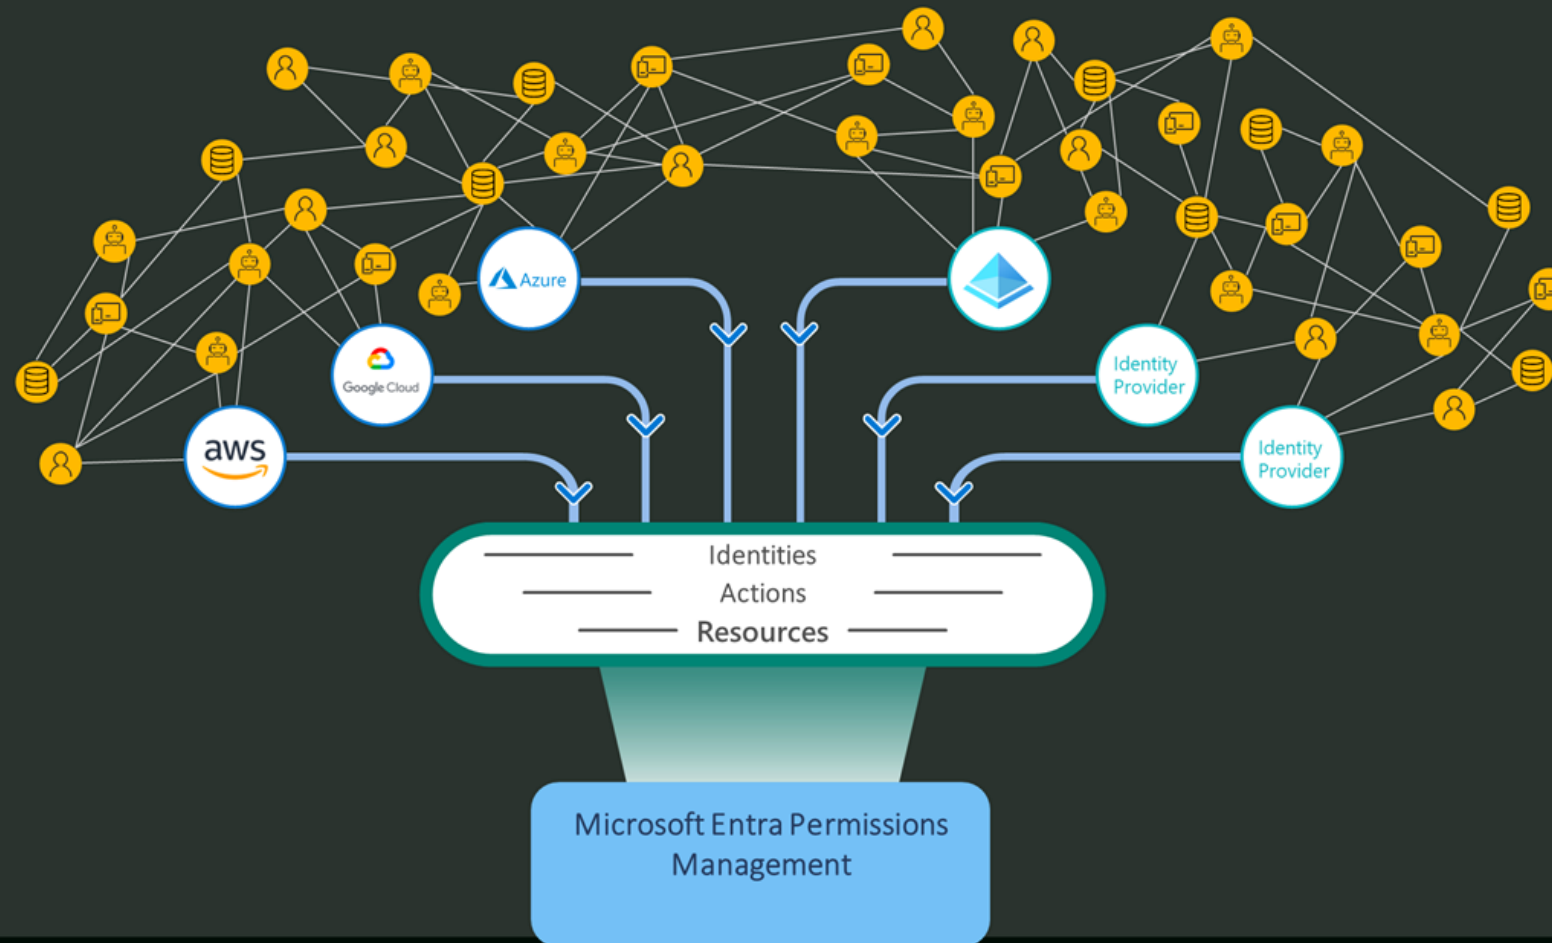 Azure
Google Cloud
Identity
Provider
aws
Identity
Provider
Identities
Actions
Resources
Microsoft Entra Permissions
Management